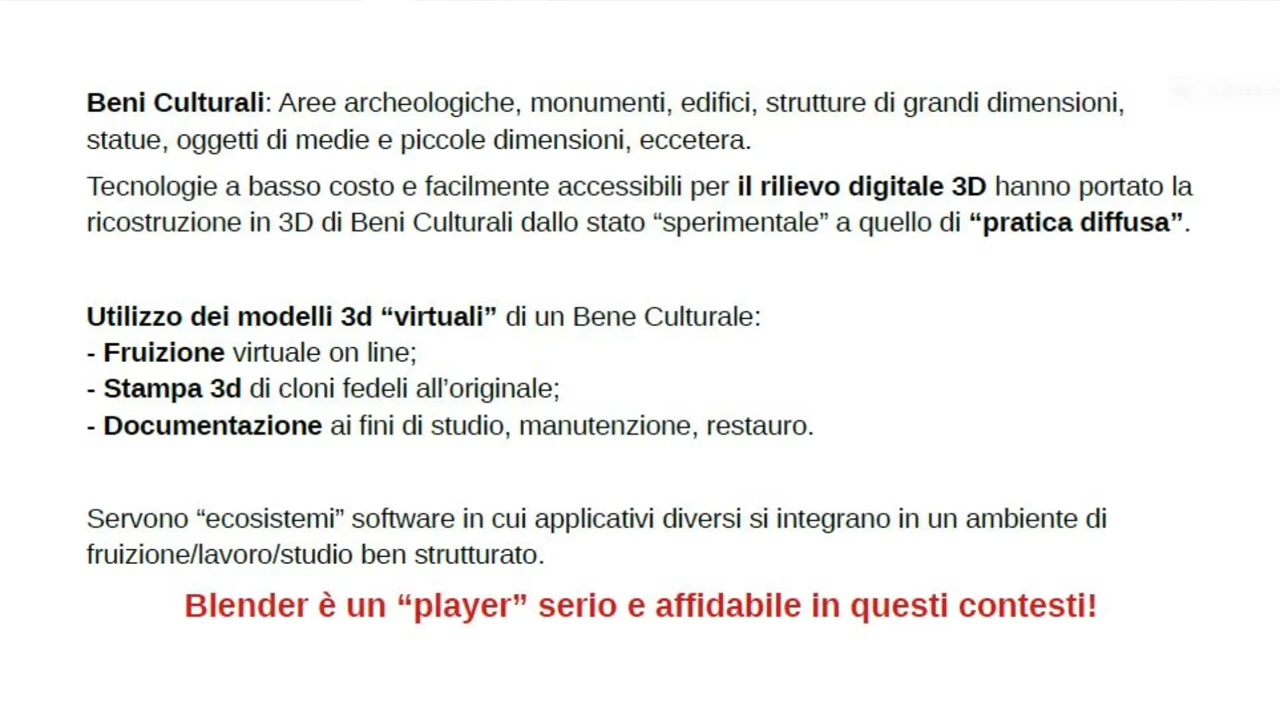 Beni Culturali: Aree archeologiche, monumenti, edifici, strutture di grandi dimensioni,
statue, oggetti di medie e piccole dimensioni, eccetera.
Tecnologie a basso costo e facilmente accessibili per il rilievo digitale 3D hanno portato la
ricostruzione in 3D di Beni Culturali dallo stato “sperimentale” a quello di “pratica diffusa”.
Utilizzo dei modelli 3d “virtuali” di un Bene Culturale:
- Fruizione virtuale on line;
- Stampa 3d di cloni fedeli all’originale;
- Documentazione ai fini di studio, manutenzione, restauro.
Servono “ecosistemi” software in cui applicativi diversi si integrano in un ambiente di
fruizione/lavoro/studio ben strutturato.
Blender è un “player” serio e affidabile in questi contesti!